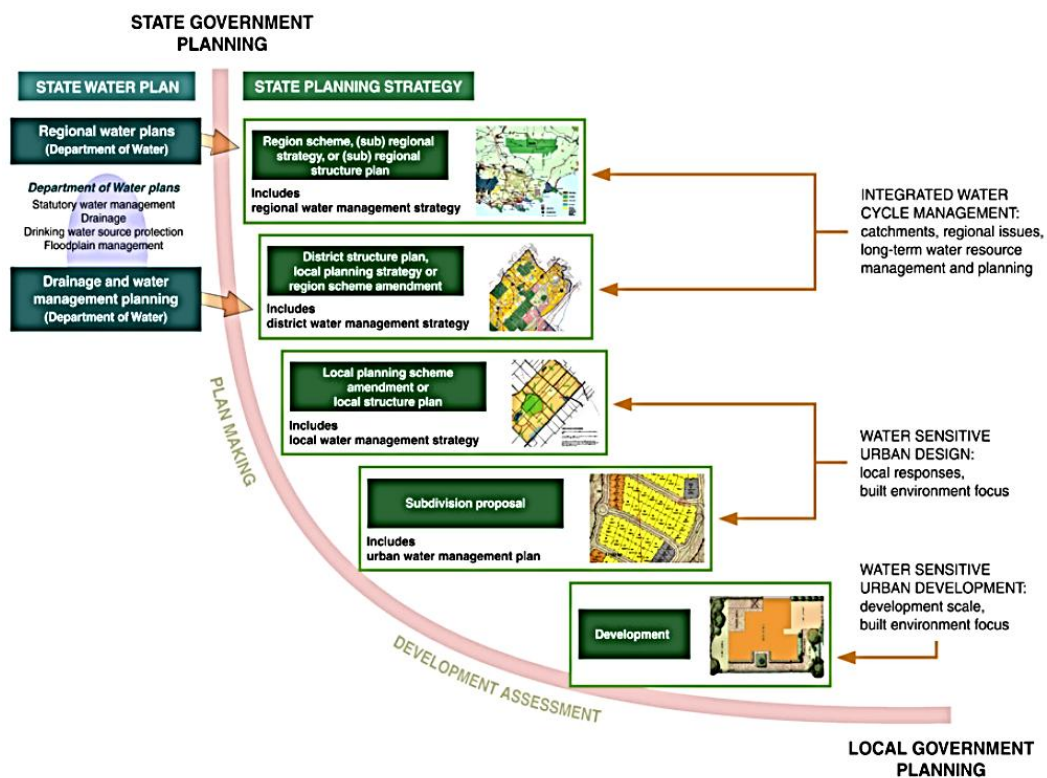 STATE GOVERNMENT
PLANNING
STATE WATER PLAN
STATE PLANNING STRATEGY
Regional water plans
(Department of Water)
Department of Water plans
Statutory water management
Drainage
Drinking water source protection
Floodplain management
Drainage and water
management planning
(Department of Water)
Region scheme, (sub) regional
strategy, or (sub) regional
structure plan
Includes
regional water management strategy
District structure plan,
local planning strategy or
region scheme amendment
Includes
district water management strategy
Local planning scheme
amendment or
local structure plan
Includes
local water management strategy
Subdivision proposal
Includes
urban water management plan
Development
INTEGRATED WATER
CYCLE MANAGEMENT:
catchments, regional issues,
long-term water resource
management and planning
WATER SENSITIVE
URBAN DESIGN:
local responses,
built environment focus
WATER SENSITIVE
URBAN DEVELOPMENT:
development scale,
built environment focus
PLAN MAKING
DEVELOPMENT ASSESSMENT
LOCAL GOVERNMENT
PLANNING